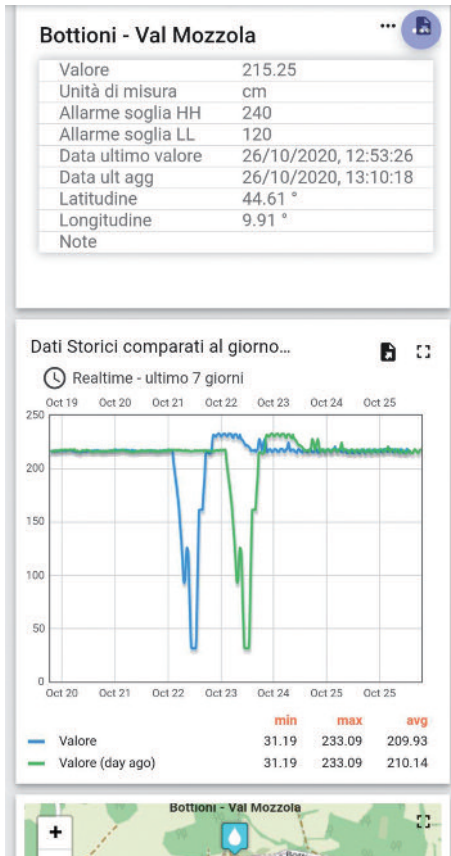 Bottioni - Val Mozzola
Valore 215.25
Unità di misura cm
Allarme soglia HH 240
Allarme soglia LL 120
Data ultimo valore 26/10/2020, 12:53:26
Data ult agg 26/10/2020, 13:10:18
Latitudine 44.61 °
Longitudine 9.91 °
Note
Dati Storici comparati al giorno...
Realtime - ultimo 7 giorni
Oct 19 Oct 20 Oct 21 Oct 22 Oct 23 Oct 24 Oct 25
250
200
150
100
50
0
Oct 20 Oct 21 Oct 22 Oct 23 Oct 24 Oct 25 Oct 25
min max avg
Valore 31.19 233.09 209.93
Valore (day ago) 31.19 233.09 210.14
Bottioni - Val Mozzola
+